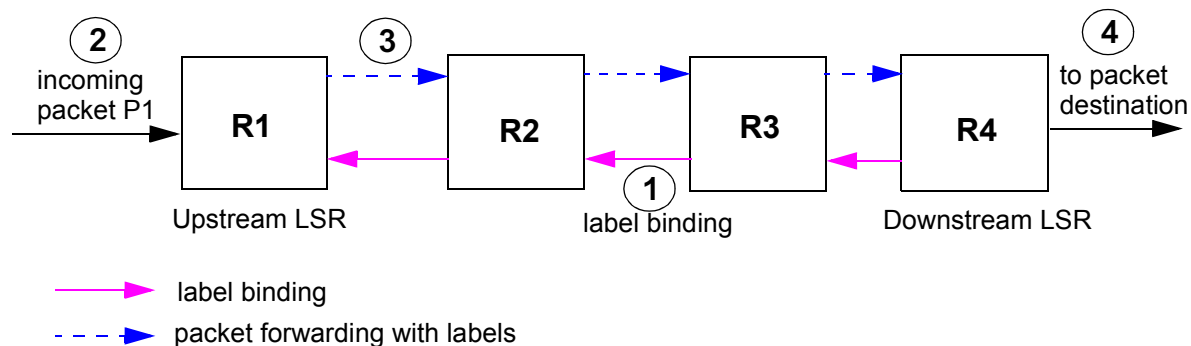 2
incoming
packet P1
3
4
to packet
destination
R1
R2
R3
R4
1
label binding
Upstream LSR
Downstream LSR
label binding
packet forwarding with labels